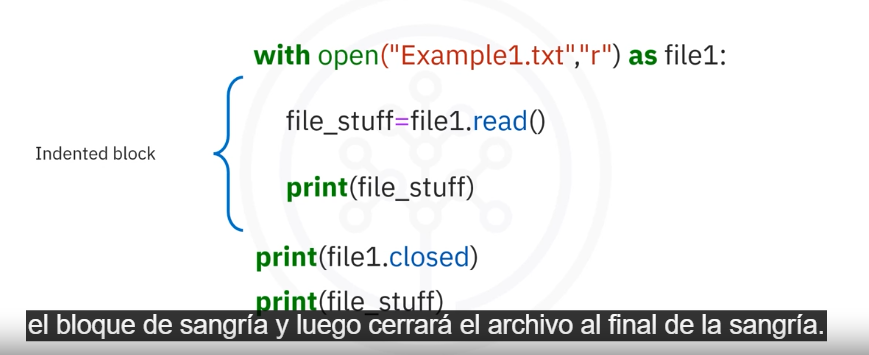 with open("Example1.txt","r") as file1:
file_stuff=file1.read()
Indented block
print(file_stuff)
print(file1.closed)
print(file_stuff)
el bloque de sangría y luego cerrará el archivo al final de la sangría.